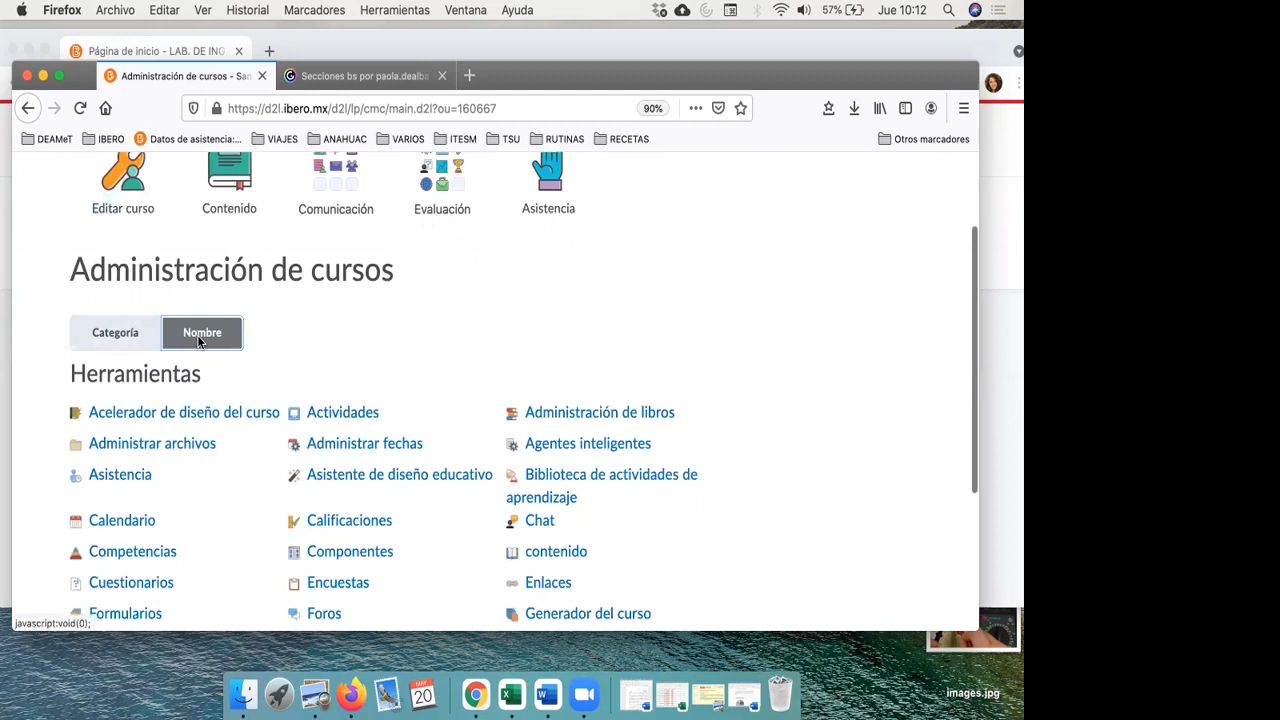 Firefox Archivo Editar Ver Historial Marcadores Herramientas Ventana Ayuda 57% Jue 10:12
Página de inicio - LAB. DE ING
Administración de cursos - San Secciones bs por paola.dealba
https://d2l.ibero.mx/d2l/lp/cmc/main.d2l?ou=160667 90%
DEAMeT IBERO Datos de asistencia:... VIAJES ANAHUAC VARIOS ITESM TSU RUTINAS RECETAS Otros marcadores
Editar curso Contenido Comunicación Evaluación Asistencia
Administración de cursos
Categoría Nombre
Herramientas
Acelerador de diseño del curso Actividades Administración de libros
Administrar archivos Administrar fechas Agentes inteligentes
Asistencia Asistente de diseño educativo Biblioteca de actividades de
aprendizaje
Calendario Calificaciones Chat
Competencias Componentes contenido
Cuestionarios Encuestas Enlaces
Formularios Foros Generador del curso
javascript:void(0);
MAY
20
images.jpg